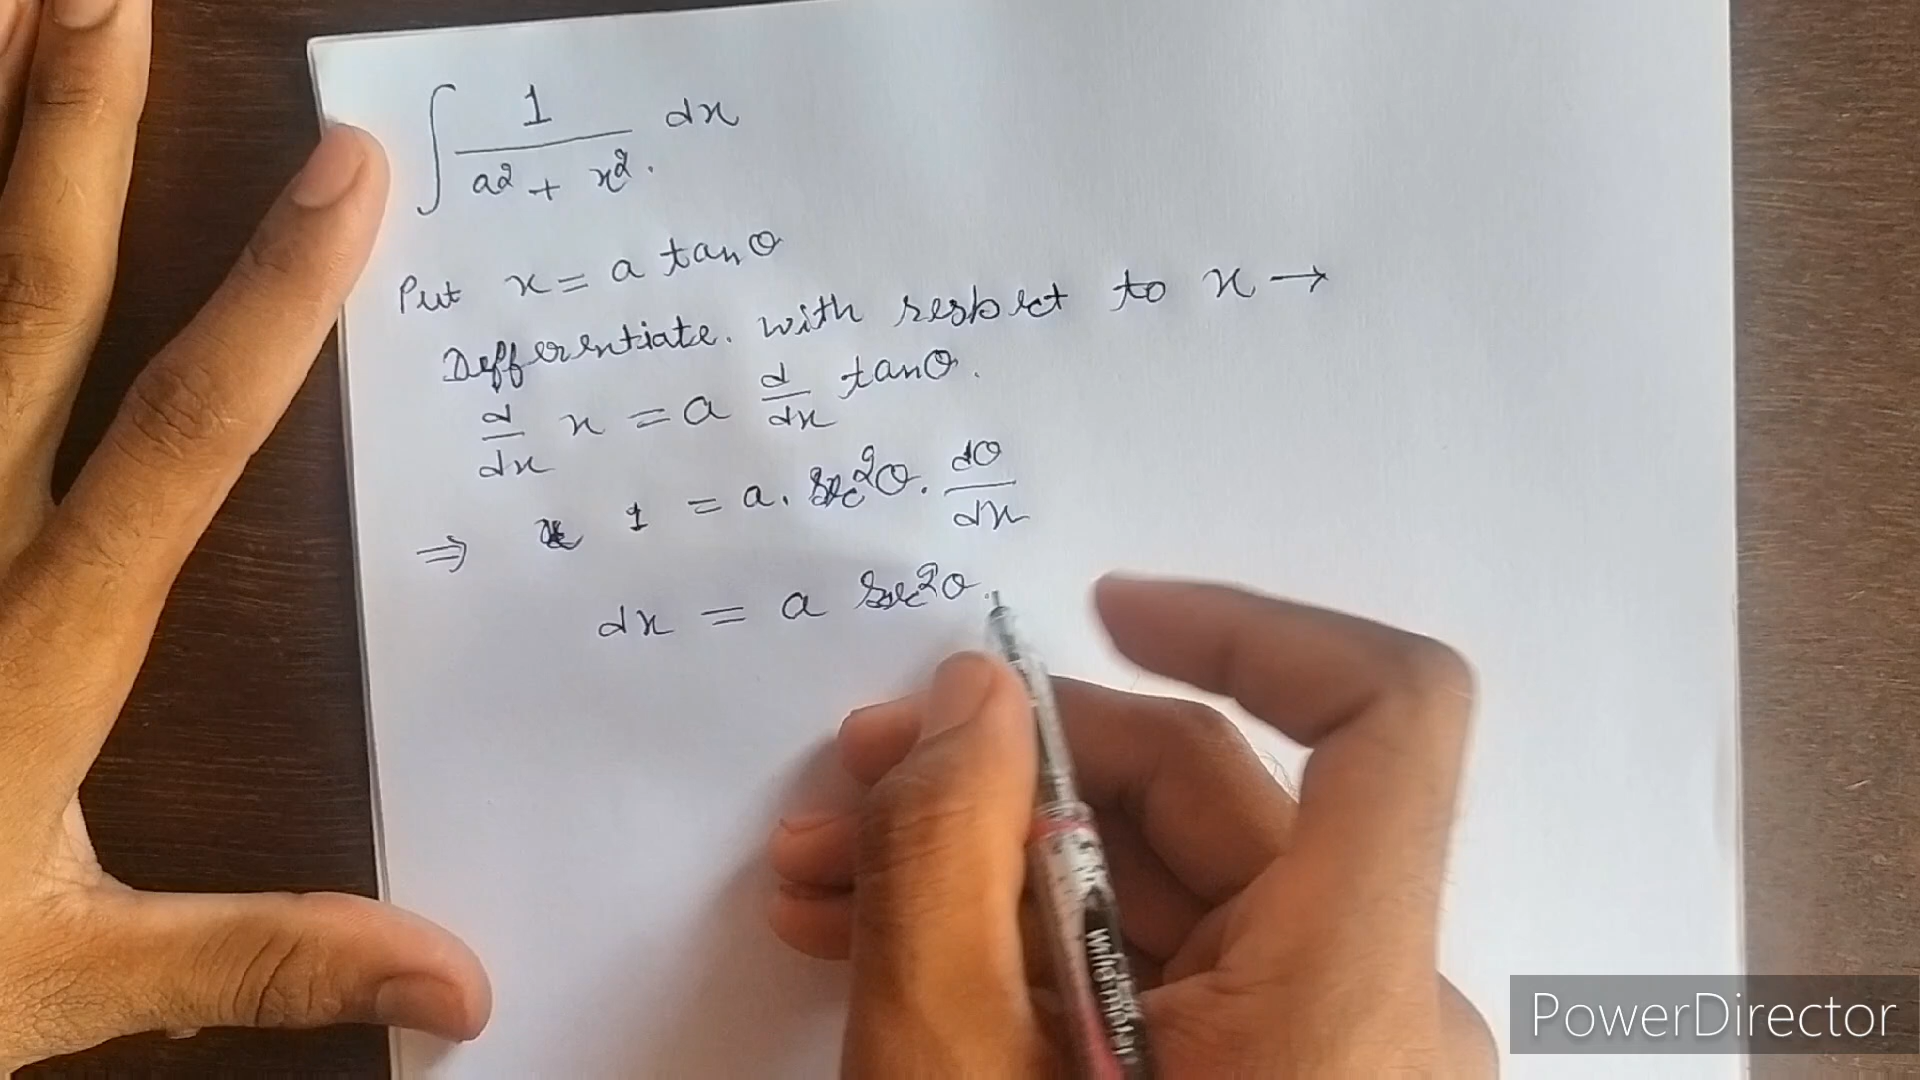 ∫ 1/(a² + x²). dx
Put x = a tanθ
Differentiate. with respect to x →
d/dx x = a d/dx tanθ.
⇒ 1 = a. sec²θ. dθ/dx
dx = a sec²θ.
PowerDirector